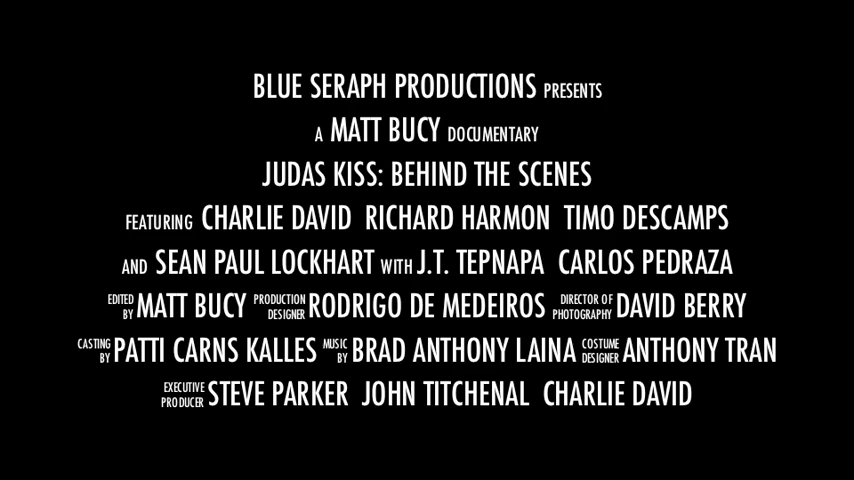 BLUE SERAPH PRODUCTIONS PRESENTS
A MATT BUCY DOCUMENTARY
JUDAS KISS: BEHIND THE SCENES
FEATURING CHARLIE DAVID RICHARD HARMON TIMO DESCAMPS
AND SEAN PAUL LOCKHART WITH J.T. TEPNAPA CARLOS PEDRAZA
EDITED BY MATT BUCY PRODUCTION DESIGNER RODRIGO DE MEDEIROS DIRECTOR OF PHOTOGRAPHY DAVID BERRY
CASTING BY PATTI CARNS KALLES MUSIC BY BRAD ANTHONY LAINA COSTUME DESIGNER ANTHONY TRAN
EXECUTIVE PRODUCER STEVE PARKER JOHN TITCHENAL CHARLIE DAVID